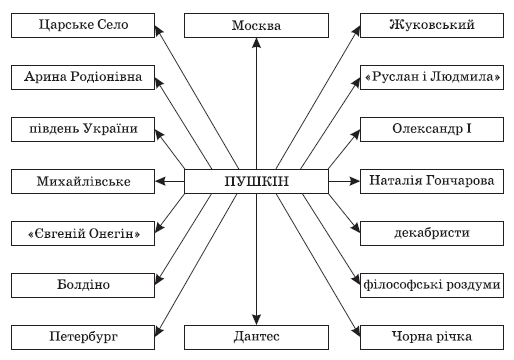 Царське Село
Москва
Жуковський
Арина Родіонівна
«Руслан і Людмила»
південь України
Олександр І
Михайлівське
ПУШКІН
Наталія Гончарова
«Євгеній Онєгін»
декабристи
Болдіно
філософські роздуми
Петербург
Дантес
Чорна річка